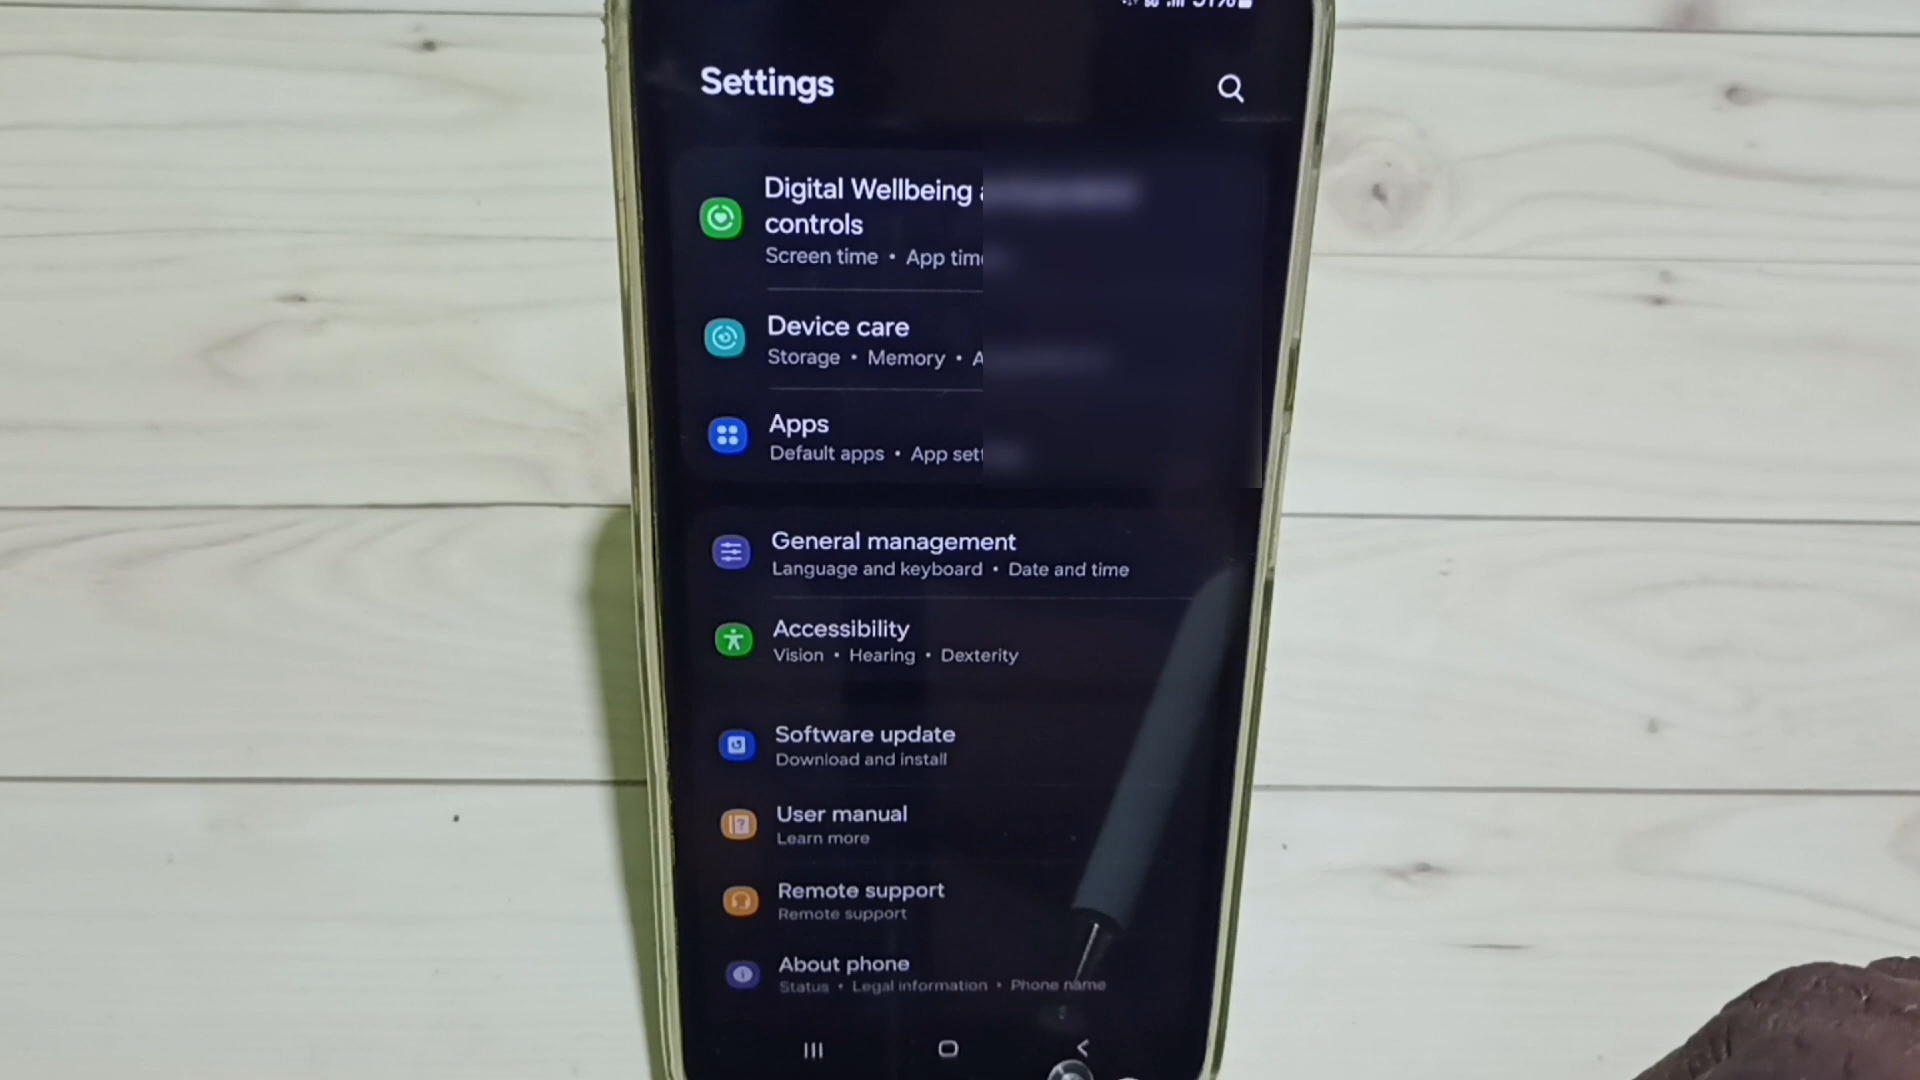 Settings
Digital Wellbeing
controls
Screen time • App
Device care
Storage • Memory •
Apps
Default apps • App
General management
Language and keyboard • Date and time
Accessibility
Vision • Hearing • Dexterity
Software update
Download and install
User manual
Learn more
Remote support
Remote support
About phone
Status • Legal information • Phone name